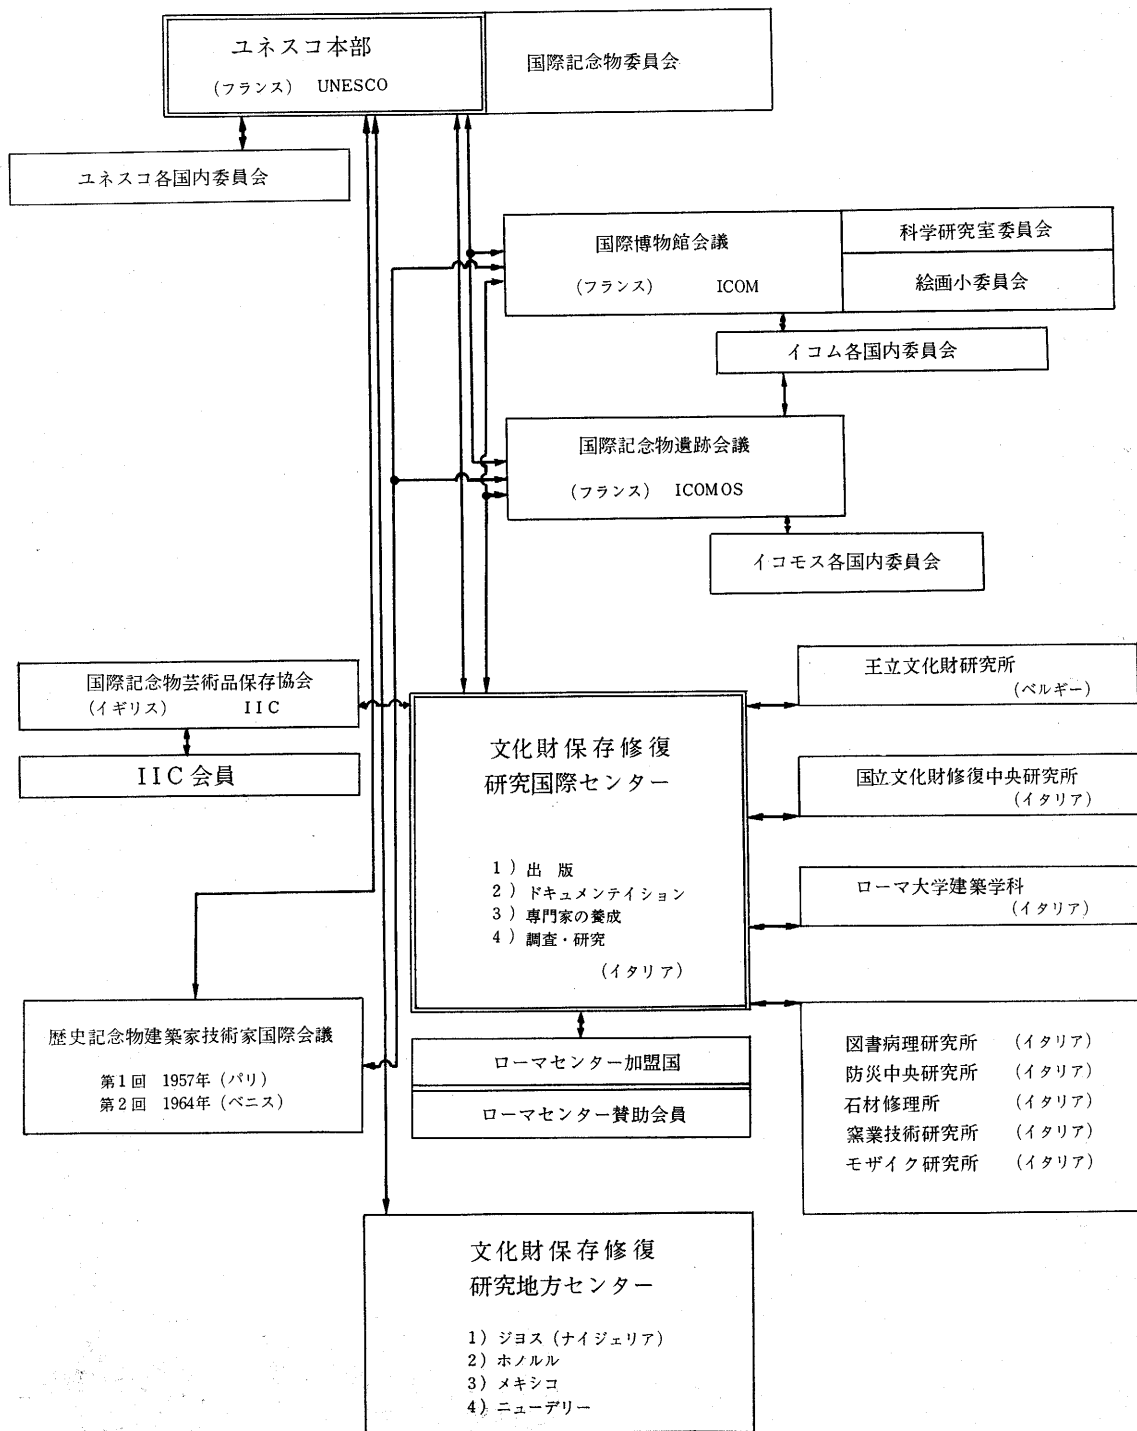 ユネスコ本部
(フランス) UNESCO
国際記念物委員会
ユネスコ各国内委員会
国際博物館会議
(フランス) ICOM
科学研究室委員会
絵画小委員会
イコム各国内委員会
国際記念物遺跡会議
(フランス) ICOMOS
イコモス各国内委員会
国際記念物芸術品保存協会
(イギリス) IIC
IIC会員
文化財保存修復
研究国際センター
1)出 版
2)ドキュメンテイション
3)専門家の養成
4)調査・研究
(イタリア)
王立文化財研究所
(ベルギー)
国立文化財修復中央研究所
(イタリア)
ローマ大学建築学科
(イタリア)
歴史記念物建築家技術家国際会議
第1回 1957年(パリ)
第2回 1964年(ベニス)
ローマセンター加盟国
ローマセンター賛助会員
図書病理研究所 (イタリア)
防災中央研究所 (イタリア)
石材修理所 (イタリア)
窯業技術研究所 (イタリア)
モザイク研究所 (イタリア)
文化財保存修復
研究地方センター
1)ジョス(ナイジェリア)
2)ホノルル
3)メキシコ
4)ニューデリー